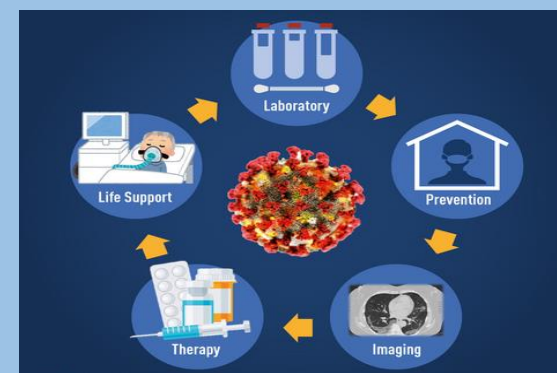 Laboratory
Prevention
Imaging
Therapy
Life Support